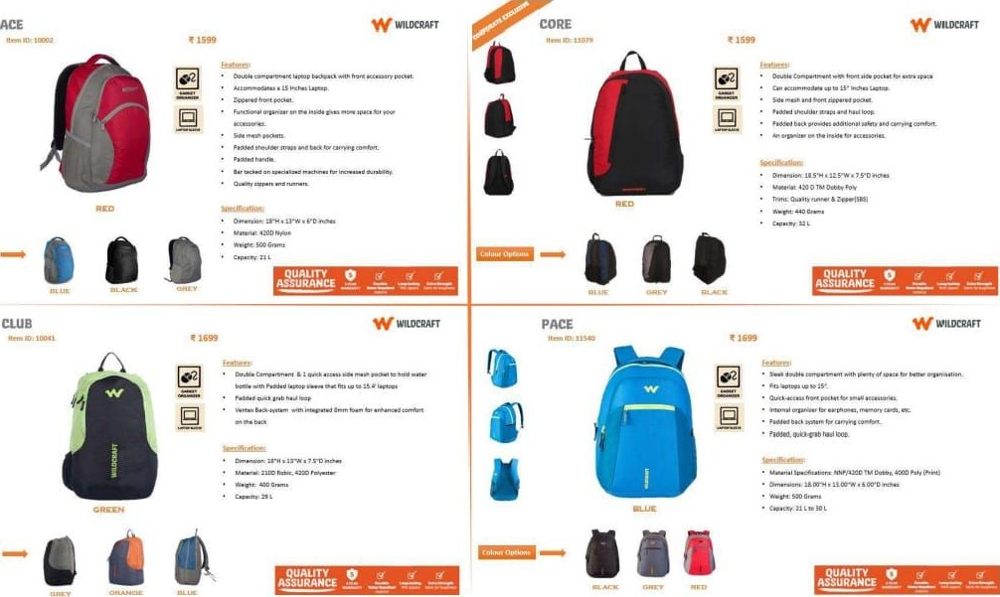 ACE
WILDCRAFT
Item ID: 10002
₹ 1599
GADGET
ORGANIZER
LAPTOP SLEEVE
RED
Features:
• Double compartment laptop backpack with front accessory pocket.
• Accommodates a 15 Inches Laptop.
• Zippered front pocket.
• Functional organizer on the inside gives more space for your
accessories.
• Side mesh pockets.
• Padded shoulder straps and back for carrying comfort.
• Padded handle.
• Bar tacked on specialized machines for increased durability.
• Quality zippers and runners.
Specification:
• Dimension: 18"H x 13"W x 6"D inches
• Material: 420D Nylon
• Weight: 500 Grams
• Capacity: 21 L
BLUE
BLACK
GREY
QUALITY
ASSURANCE
CORPORATE EXCLUSIVE
CORE
WILDCRAFT
Item ID: 11079
₹ 1599
GADGET
ORGANIZER
LAPTOP SLEEVE
RED
Features:
• Double Compartment with front side pocket for extra space
• Can accommodate up to 15" Inches Laptop.
• Side mesh and front zippered pocket.
• Padded shoulder straps and haul loop.
• Padded back provides additional safety and carrying comfort.
• An organizer on the inside for accessories.
Specification:
• Dimension: 18.5"H x 12.5"W x 7.5"D inches
• Material: 420 D TM Dobby Poly
• Trims: Quality runner & Zipper(SBS)
• Weight: 440 Grams
• Capacity: 32 L
Colour Options
BLUE
GREY
BLACK
QUALITY
ASSURANCE
CLUB
WILDCRAFT
Item ID: 10041
₹ 1699
GADGET
ORGANIZER
LAPTOP SLEEVE
WILDCRAFT
GREEN
Features:
• Double Compartment & 1 quick access side mesh pocket to hold water
bottle with Padded laptop sleeve that fits up to 15.4' laptops
• Padded quick grab haul loop
• Vertex Back-system with integrated 8mm foam for enhanced comfort
on the back
Specification:
• Dimension: 18"H x 13"W x 7.5"D inches
• Material: 210D Robic, 420D Polyester
• Weight: 400 Grams
• Capacity: 29 L
GREY
ORANGE
BLUE
QUALITY
ASSURANCE
PACE
WILDCRAFT
Item ID: 11540
₹ 1699
GADGET
ORGANIZER
LAPTOP SLEEVE
WILDCRAFT
BLUE
Features:
• Sleek double compartment with plenty of space for better organisation.
• Fits laptops up to 15".
• Quick-access front pocket for small accessories.
• Internal organizer for earphones, memory cards, etc.
• Padded back system for carrying comfort.
• Padded, quick-grab haul loop.
Specification:
• Material Specifications: NNP/420D TM Dobby, 400D Poly (Print)
• Dimensions: 18.00"H x 13.00"W x 6.00"D inches
• Weight: 500 Grams
• Capacity: 21 L to 30 L
Colour Options
BLACK
GREY
RED
QUALITY
ASSURANCE